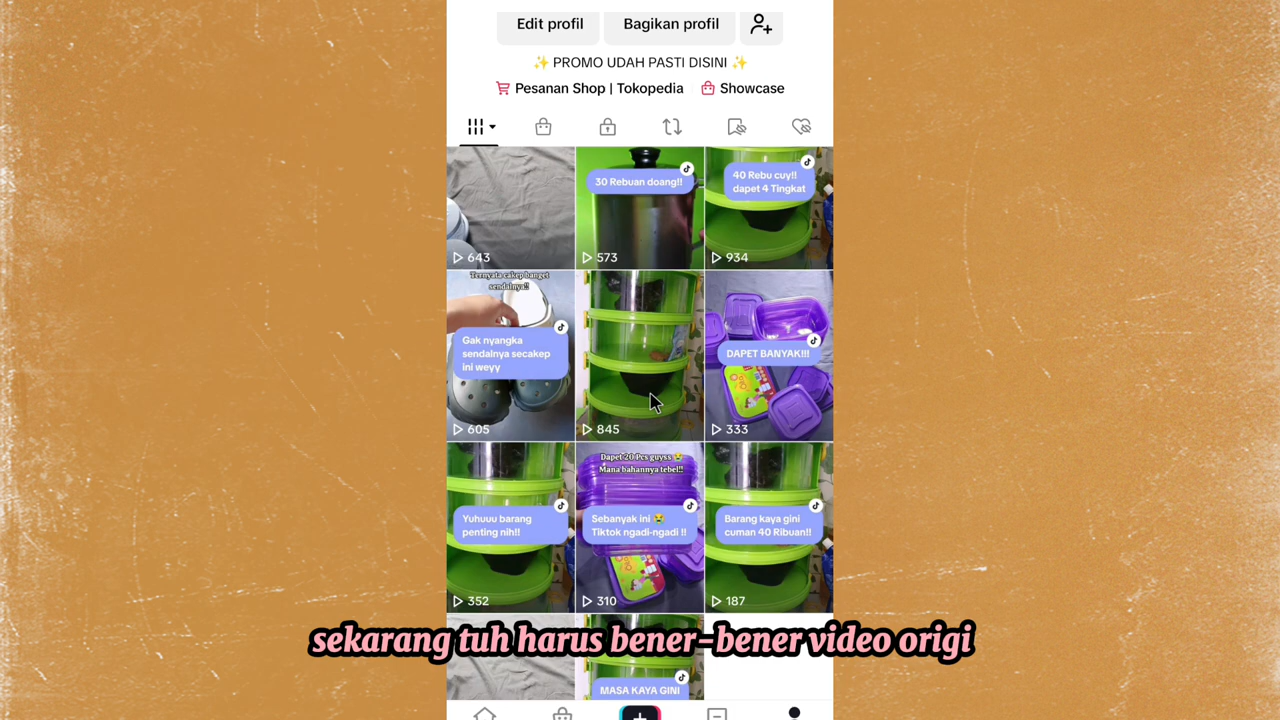 Edit profil
Bagikan profil
✨ PROMO UDAH PASTI DISINI ✨
Pesanan Shop | Tokopedia
Showcase
643
30 Rebuan doang!!
573
40 Rebu cuy!!
dapet 4 Tingkat
934
Ternyata cakep banget
sendalnya!!
Gak nyangka
sendalnya secakep
ini weyy
605
845
DAPET BANYAK!!!
333
Yuhuuu barang
penting nih!!
352
Dapet 20 Pcs guyss😭
Mana bahannya tebel!!
Sebanyak ini 😭
Tiktok ngadi-ngadi !!
310
Barang kaya gini
cuman 40 Ribuan!!
187
sekarang tuh harus bener-bener video origi
MASA KAYA GINI